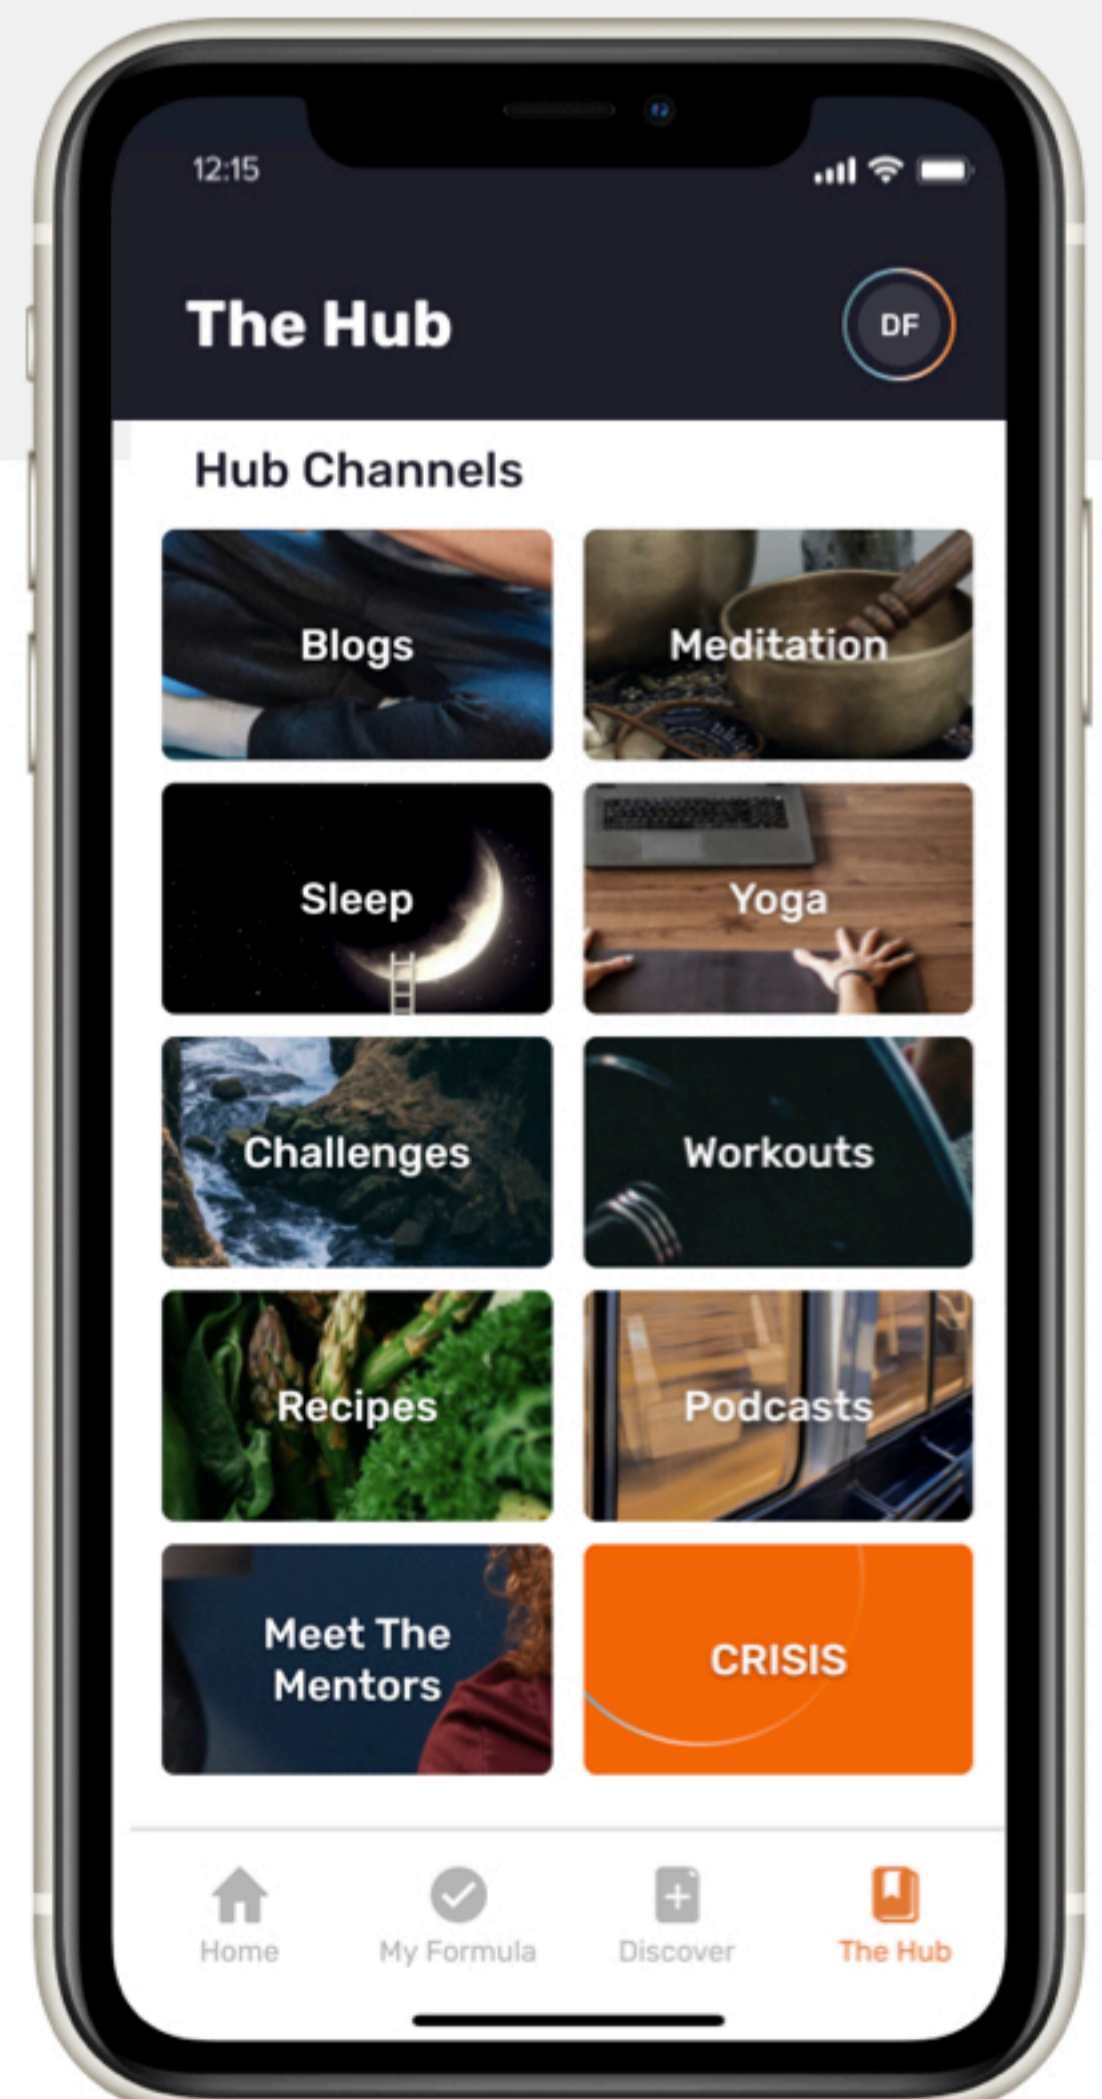 12:15
The Hub
DF
Hub Channels
Blogs
Meditation
Sleep
Yoga
Challenges
Workouts
Recipes
Podcasts
Meet The
Mentors
CRISIS
Home
My Formula
Discover
The Hub